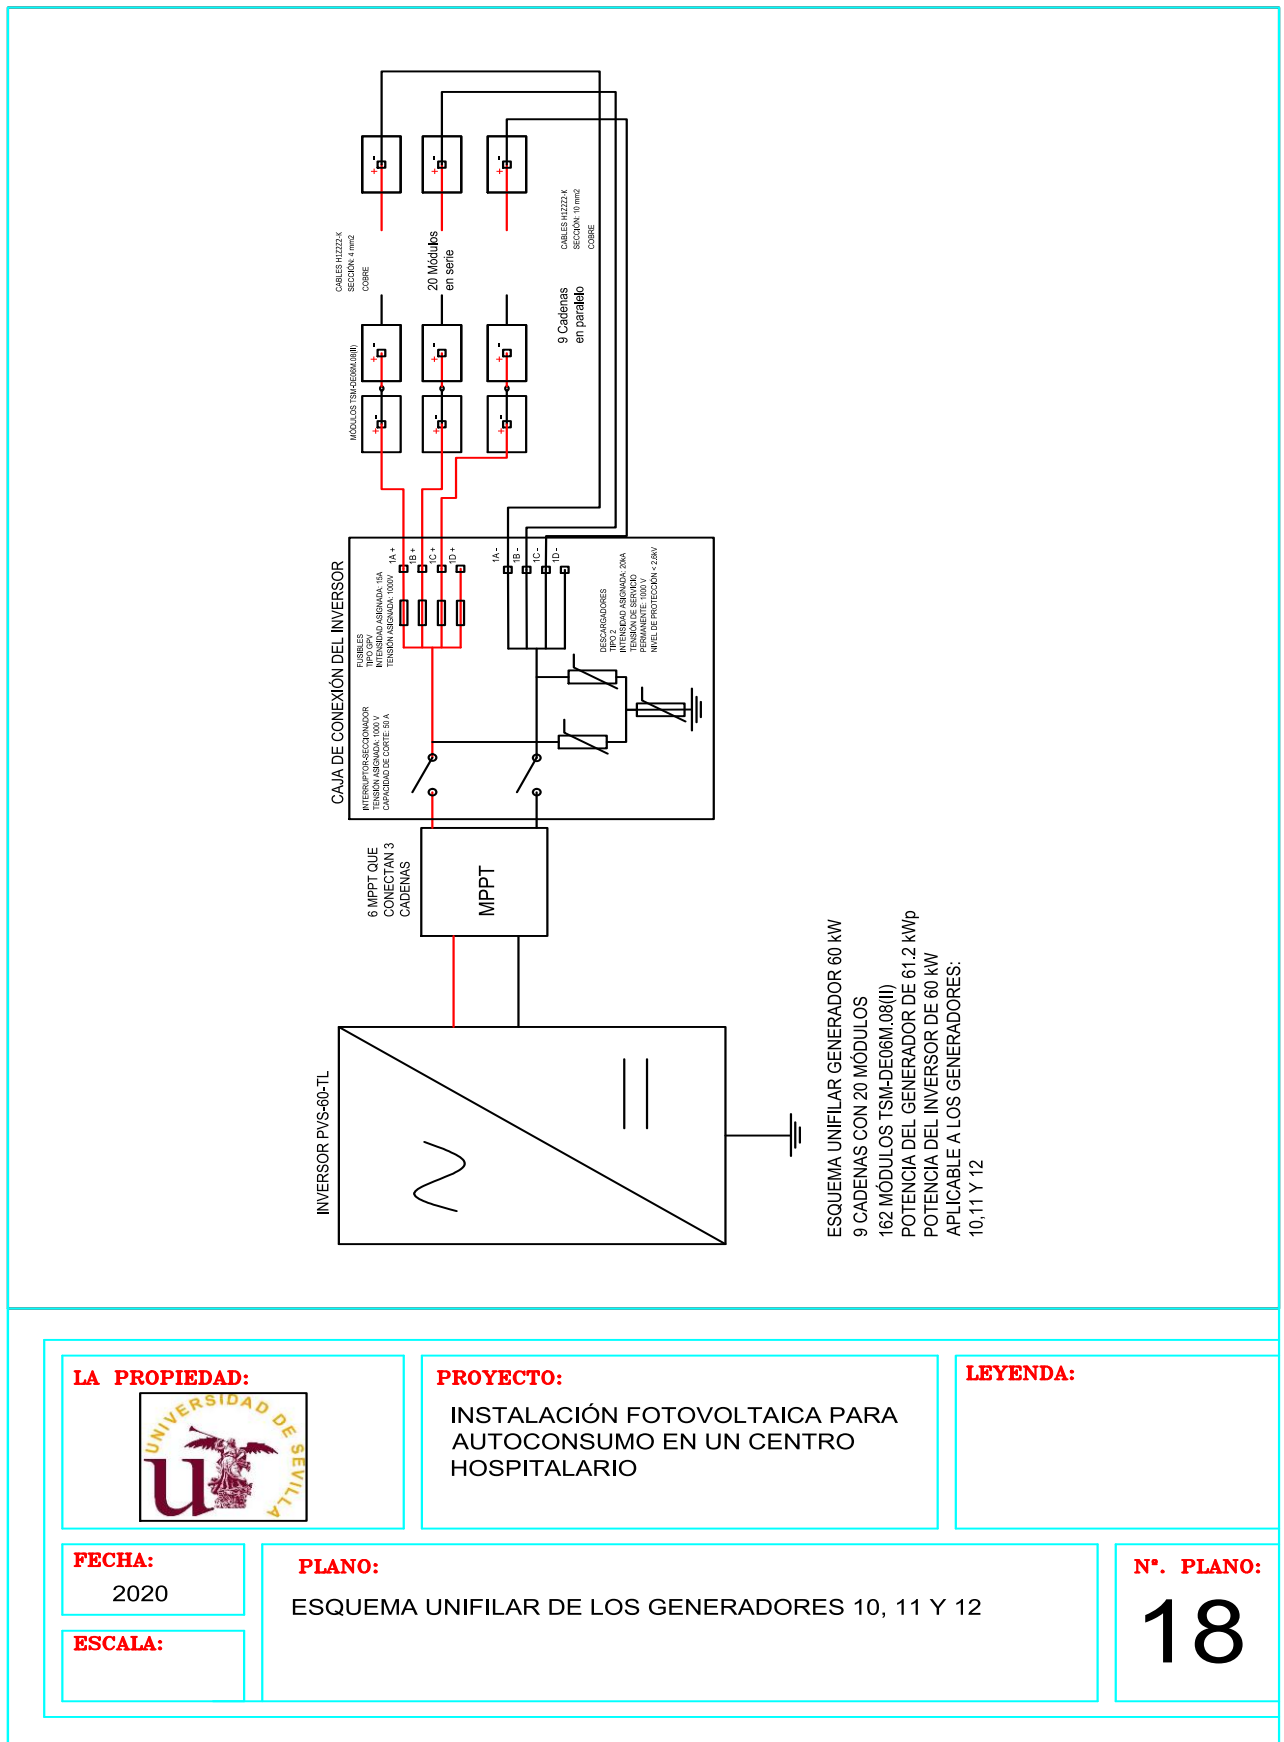 CABLES H1Z2Z2-K
SECCIÓN: 4 mm2
COBRE
20 Módulos
en serie
CABLES H1Z2Z2-K
SECCIÓN: 10 mm2
COBRE
9 Cadenas
en paralelo
MÓDULOS TSM-DE06M.08(II)
+ -
+ -
+ -
+ -
+ -
+ -
+ -
+ -
+ -
CAJA DE CONEXIÓN DEL INVERSOR
FUSIBLES
TIPO GPV
INTENSIDAD ASIGNADA: 15A
TENSIÓN ASIGNADA: 1000V
1A +
1B +
1C +
1D +
1A -
1B -
1C -
1D -
DESCARGADORES
TIPO 2
INTENSIDAD ASIGNADA: 20kA
TENSIÓN DE SERVICIO
PERMANENTE: 1000 V
NIVEL DE PROTECCIÓN < 2.8kV
INTERRUPTOR-SECCIONADOR
TENSIÓN ASIGNADA: 1000 V
CAPACIDAD DE CORTE: 50 A
6 MPPT QUE
CONECTAN 3
CADENAS
MPPT
INVERSOR PVS-60-TL
ESQUEMA UNIFILAR GENERADOR 60 kW
9 CADENAS CON 20 MÓDULOS
162 MÓDULOS TSM-DE06M.08(II)
POTENCIA DEL GENERADOR DE 61.2 kWp
POTENCIA DEL INVERSOR DE 60 kW
APLICABLE A LOS GENERADORES:
10,11 Y 12
LA PROPIEDAD:
UNIVERSIDAD DE SEVILLA
U
PROYECTO:
INSTALACIÓN FOTOVOLTAICA PARA
AUTOCONSUMO EN UN CENTRO
HOSPITALARIO
LEYENDA:
FECHA:
2020
ESCALA:
PLANO:
ESQUEMA UNIFILAR DE LOS GENERADORES 10, 11 Y 12
Nº. PLANO:
18